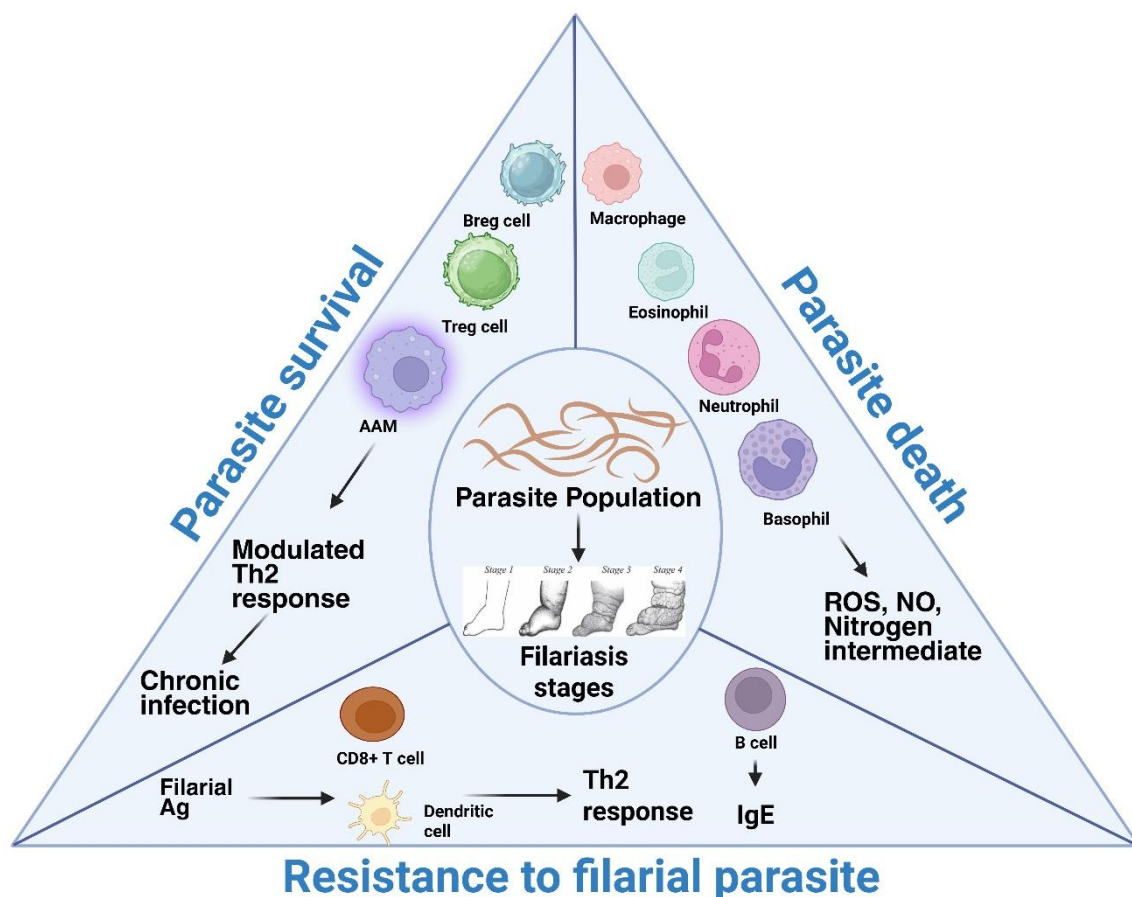 Breg cell
Macrophage
Treg cell
Eosinophil
AAM
Neutrophil
Basophil
Parasite survival
Parasite death
Parasite Population
Stage 1
Stage 2
Stage 3
Stage 4
Filariasis
stages
Modulated
Th2
response
Chronic
infection
ROS, NO,
Nitrogen
intermediate
CD8+ T cell
B cell
Filarial
Ag
Dendritic
cell
Th2
response
IgE
Resistance to filarial parasite